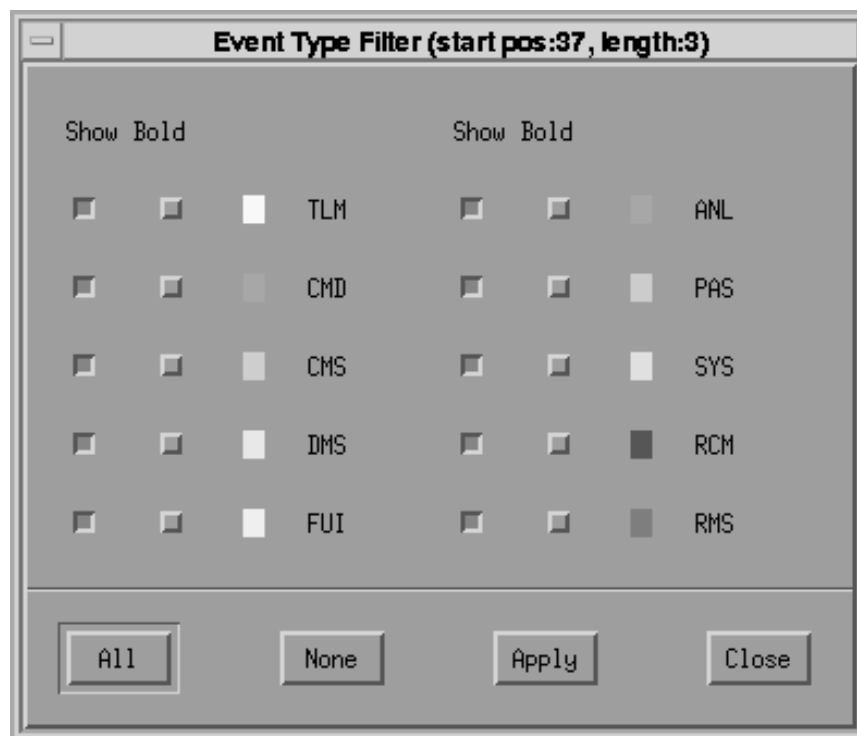 Event Type Filter (start pos:37, length:3)
Show Bold Show Bold
TLM ANL
CMD PAS
CMS SYS
DMS RCM
FUI RMS
All None Apply Close